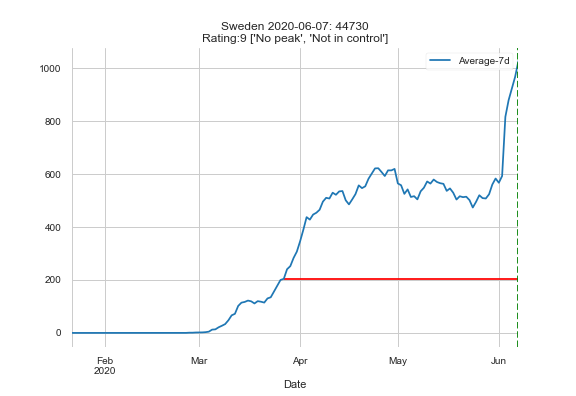 Sweden 2020-06-07: 44730
Rating:9 ['No peak', 'Not in control']
Average-7d
1000
800
600
400
200
0
Feb
2020
Mar
Apr
May
Jun
Date